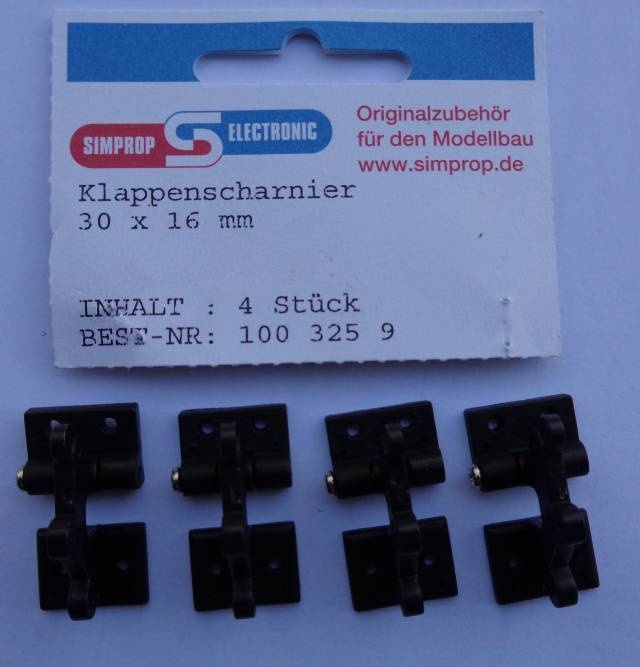 SIMPROP ELECTRONIC
Originalzubehör
für den Modellbau
www.simprop.de
Klappenscharnier
30 x 16 mm
INHALT : 4 Stück
BEST-NR: 100 325 9